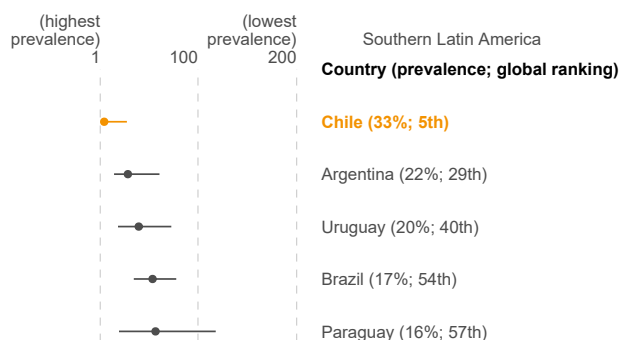 (highest prevalence)
(lowest prevalence)
1
100
200
Southern Latin America
Country (prevalence; global ranking)
Chile (33%; 5th)
Argentina (22%; 29th)
Uruguay (20%; 40th)
Brazil (17%; 54th)
Paraguay (16%; 57th)